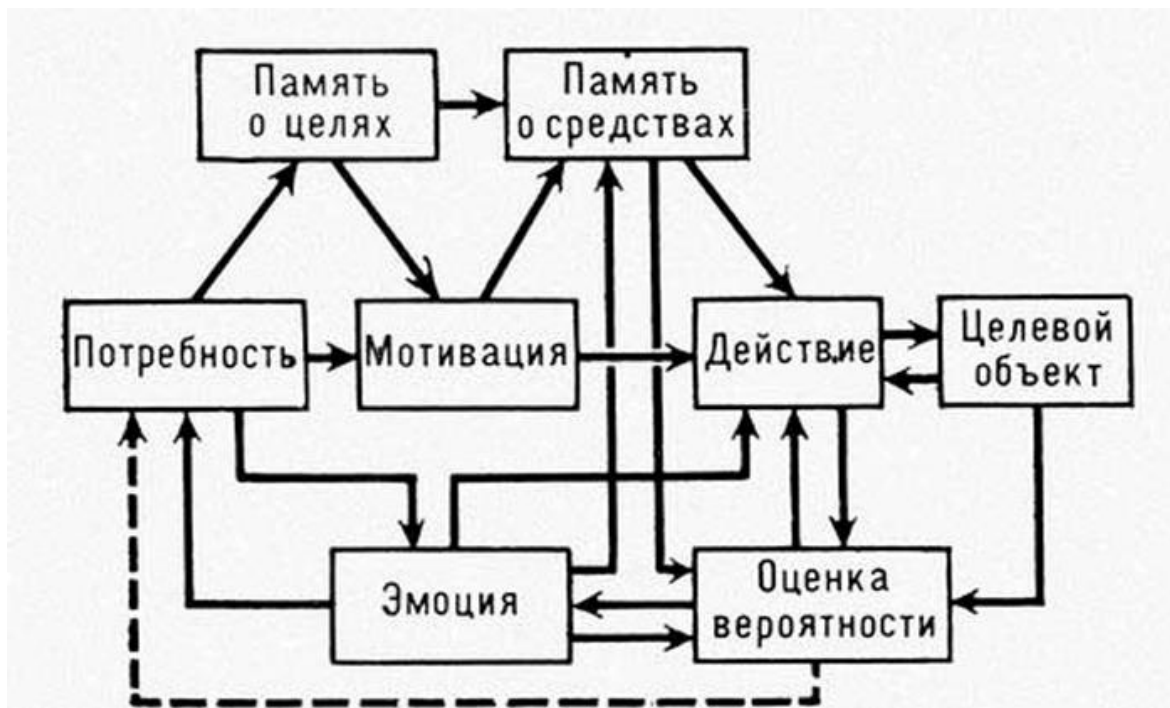 Память
о целях
Память
о средствах
Потребность
Мотивация
Действие
Целевой
объект
Эмоция
Оценка
вероятности